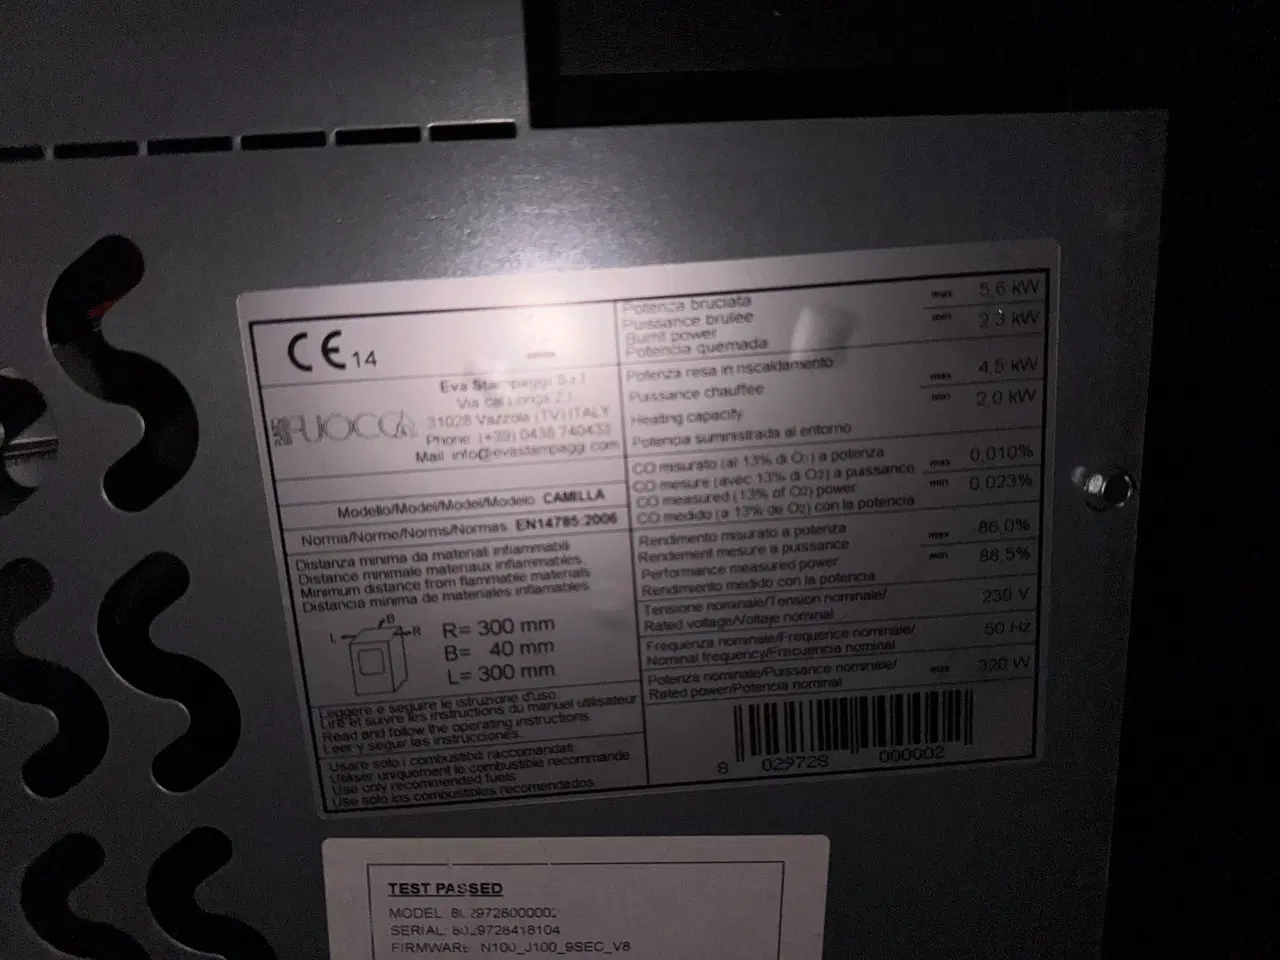 CE 14
Eva Stampaggi S.r.l.
Via Cal Longa Z.I.
31028 Vazzola (TV) ITALY
Phone: (+39) 0438 740433
Mail: info@evastampaggi.com
FUOCO
Modello/Model/Model/Modelo CAMILLA
Norma/Norme/Norms/Normas EN14785:2006
Distanza minima da materiali infiammabili
Distance minimale materiaux inflammables
Minimum distance from flammable materials
Distancia minima de materiales inflamables
L B R
R= 300 mm
B= 40 mm
L= 300 mm
Leggere e seguire le istruzione d'uso
Lire et suivre les instructions du manuel utilisateur
Read and follow the operating instructions
Leer y seguir las instrucciones
Usare solo i combustibili raccomandati
Utiliser uniquement le combustible recommande
Use only recommended fuels
Use solo los combustibles recomendados
Potenza bruciata
Puissance brulee
Burnt power
Potencia quemada
max 5,6 kW
min 2,3 kW
Potenza resa in riscaldamento
Puissance chauffee
Heating capacity
Potencia suministrada al entorno
max 4,5 kW
min 2,0 kW
CO misurato (al 13% di O2) a potenza
CO mesure (avec 13% di O2) a puissance
CO measured (13% of O2) power
CO medido (a 13% de O2) con la potencia
max 0,010%
min 0,023%
Rendimento misurato a potenza
Rendement mesure a puissance
Performance measured power
Rendimiento medido con la potencia
max 86,0%
min 88,5%
Tensione nominale/Tension nominale/
Rated voltage/Voltaje nominal
230 V
Frequenza nominale/Frequence nominale/
Nominal frequency/Frecuencia nominal
50 Hz
Potenza nominale/Puissance nominale/
Rated power/Potencia nominal
max 320 W
8 029728 000002
TEST PASSED
MODEL: 8029728000002
SERIAL: 8029728418104
FIRMWARE: N100_J100_9SEC_V8